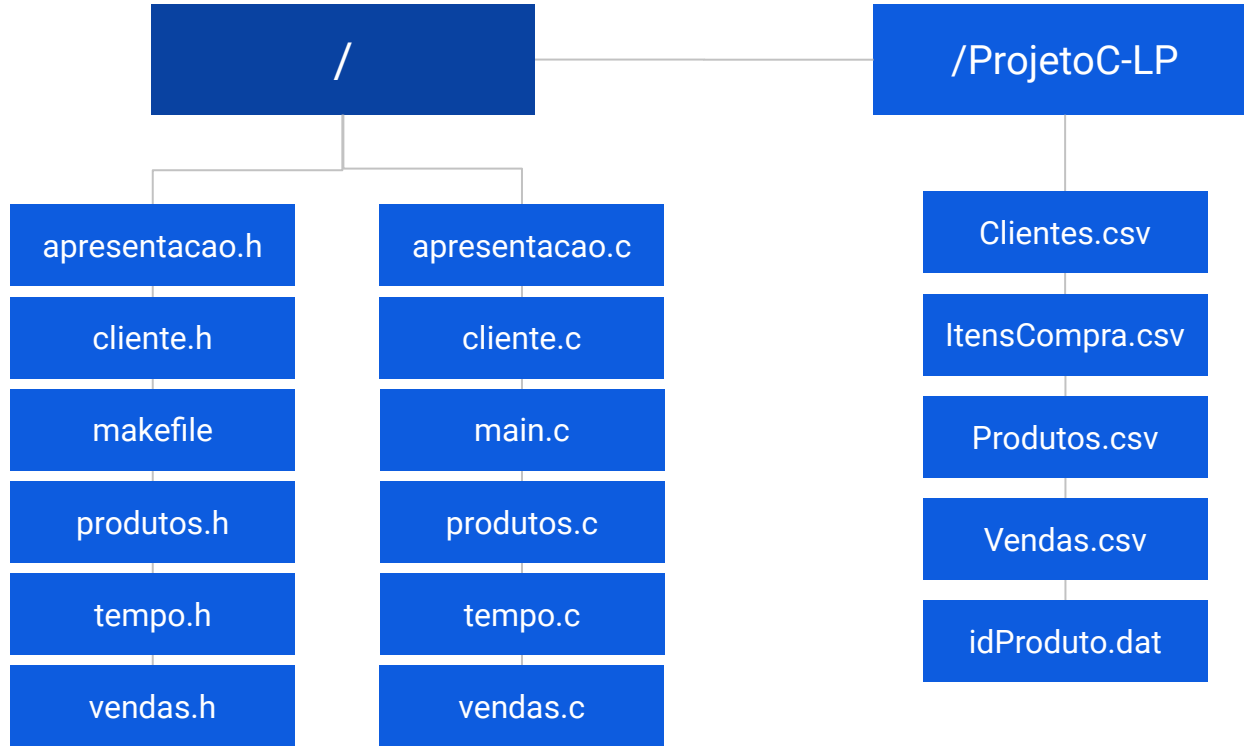 /
/ProjetoC-LP
apresentacao.h
cliente.h
makefile
produtos.h
tempo.h
vendas.h
apresentacao.c
cliente.c
main.c
produtos.c
tempo.c
vendas.c
Clientes.csv
ItensCompra.csv
Produtos.csv
Vendas.csv
idProduto.dat